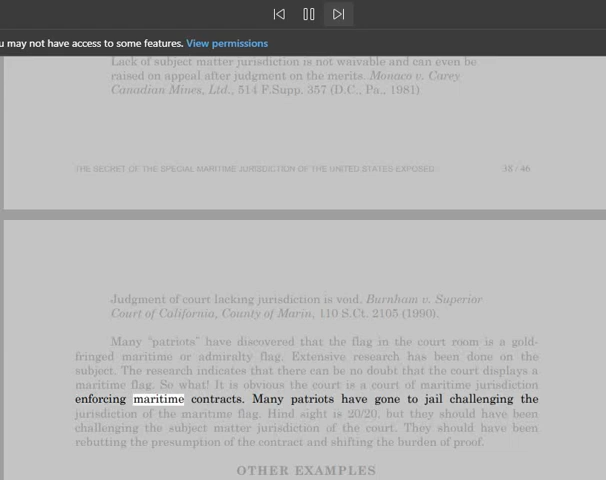 u may not have access to some features. View permissions
Lack of subject matter jurisdiction is not waivable and can even be
raised on appeal after judgment on the merits. Monaco v. Carey
Canadian Mines, Ltd., 514 F.Supp. 357 (D.C., Pa., 1981)
THE SECRET OF THE SPECIAL MARITIME JURISDICTION OF THE UNITED STATES EXPOSED 38 / 46
Judgment of court lacking jurisdiction is void. Burnham v. Superior
Court of California, County of Marin, 110 S.Ct. 2105 (1990).
Many "patriots" have discovered that the flag in the court room is a gold-
fringed maritime or admiralty flag. Extensive research has been done on the
subject. The research indicates that there can be no doubt that the court displays a
maritime flag. So what! It is obvious the court is a court of maritime jurisdiction
enforcing maritime contracts. Many patriots have gone to jail challenging the
jurisdiction of the maritime flag. Hind sight is 20/20, but they should have been
challenging the subject matter jurisdiction of the court. They should have been
rebutting the presumption of the contract and shifting the burden of proof.
OTHER EXAMPLES